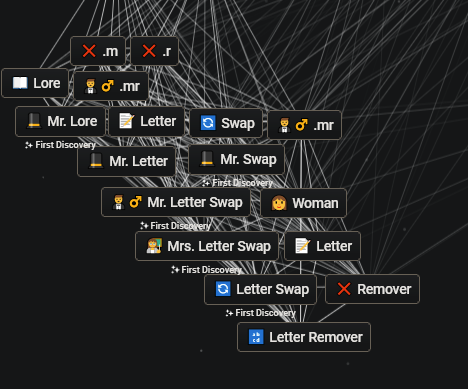 .m
.r
Lore
.mr
Mr. Lore
Letter
Swap
.mr
First Discovery
Mr. Letter
Mr. Swap
First Discovery
Mr. Letter Swap
Woman
First Discovery
Mrs. Letter Swap
Letter
First Discovery
Letter Swap
Remover
First Discovery
Letter Remover